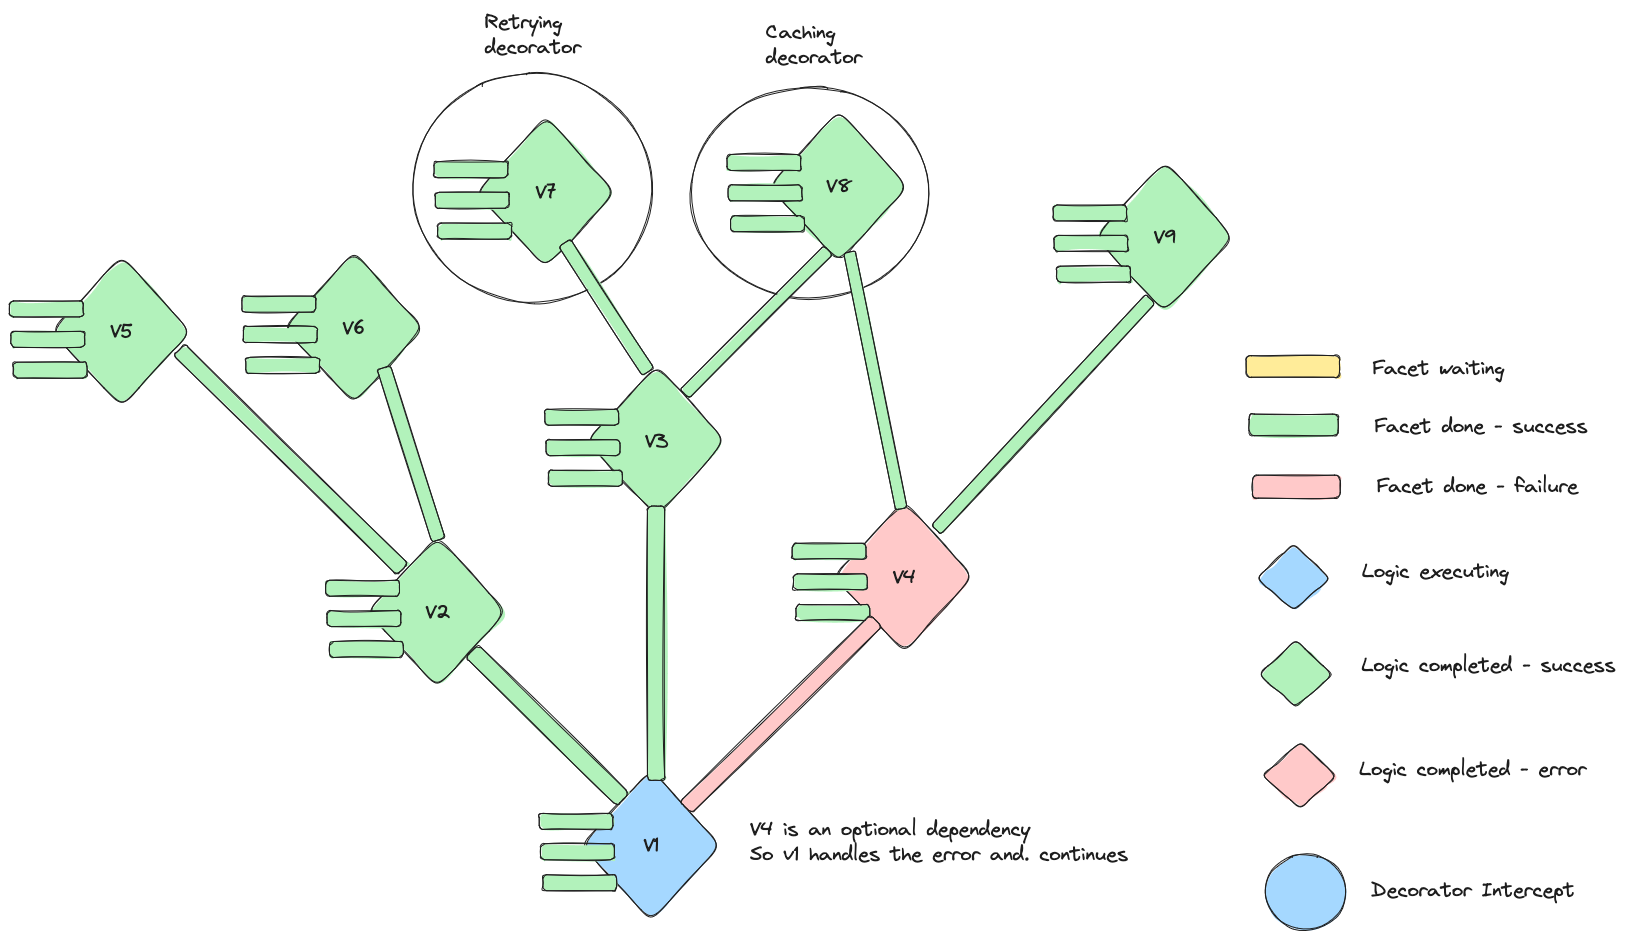 Retrying
decorator
Caching
decorator
V7
V8
V9
V5
V6
V3
V2
V4
V1
V4 is an optional dependency
So v1 handles the error and. continues
Facet waiting
Facet done - success
Facet done - failure
Logic executing
Logic completed - success
Logic completed - error
Decorator Intercept